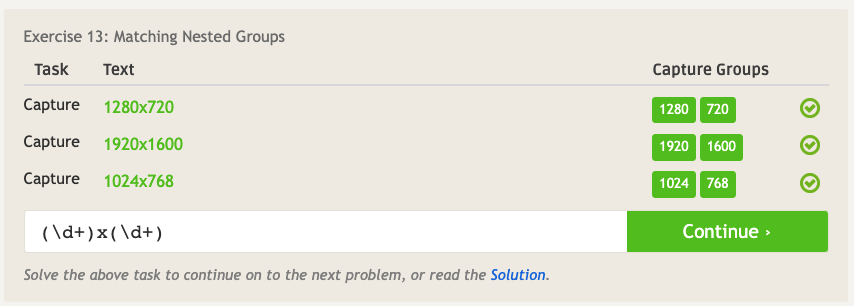 Exercise 13: Matching Nested Groups
Task Text Capture Groups
Capture 1280x720 1280 720
Capture 1920x1600 1920 1600
Capture 1024x768 1024 768
(\d+)x(\d+) Continue ›
Solve the above task to continue on to the next problem, or read the Solution.